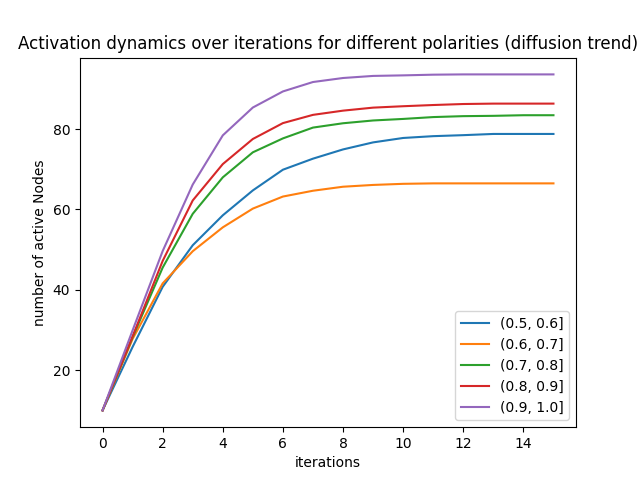 Activation dynamics over iterations for different polarities (diffusion trend)
number of active Nodes
80
60
40
20
0 2 4 6 8 10 12 14
iterations
(0.5, 0.6]
(0.6, 0.7]
(0.7, 0.8]
(0.8, 0.9]
(0.9, 1.0]